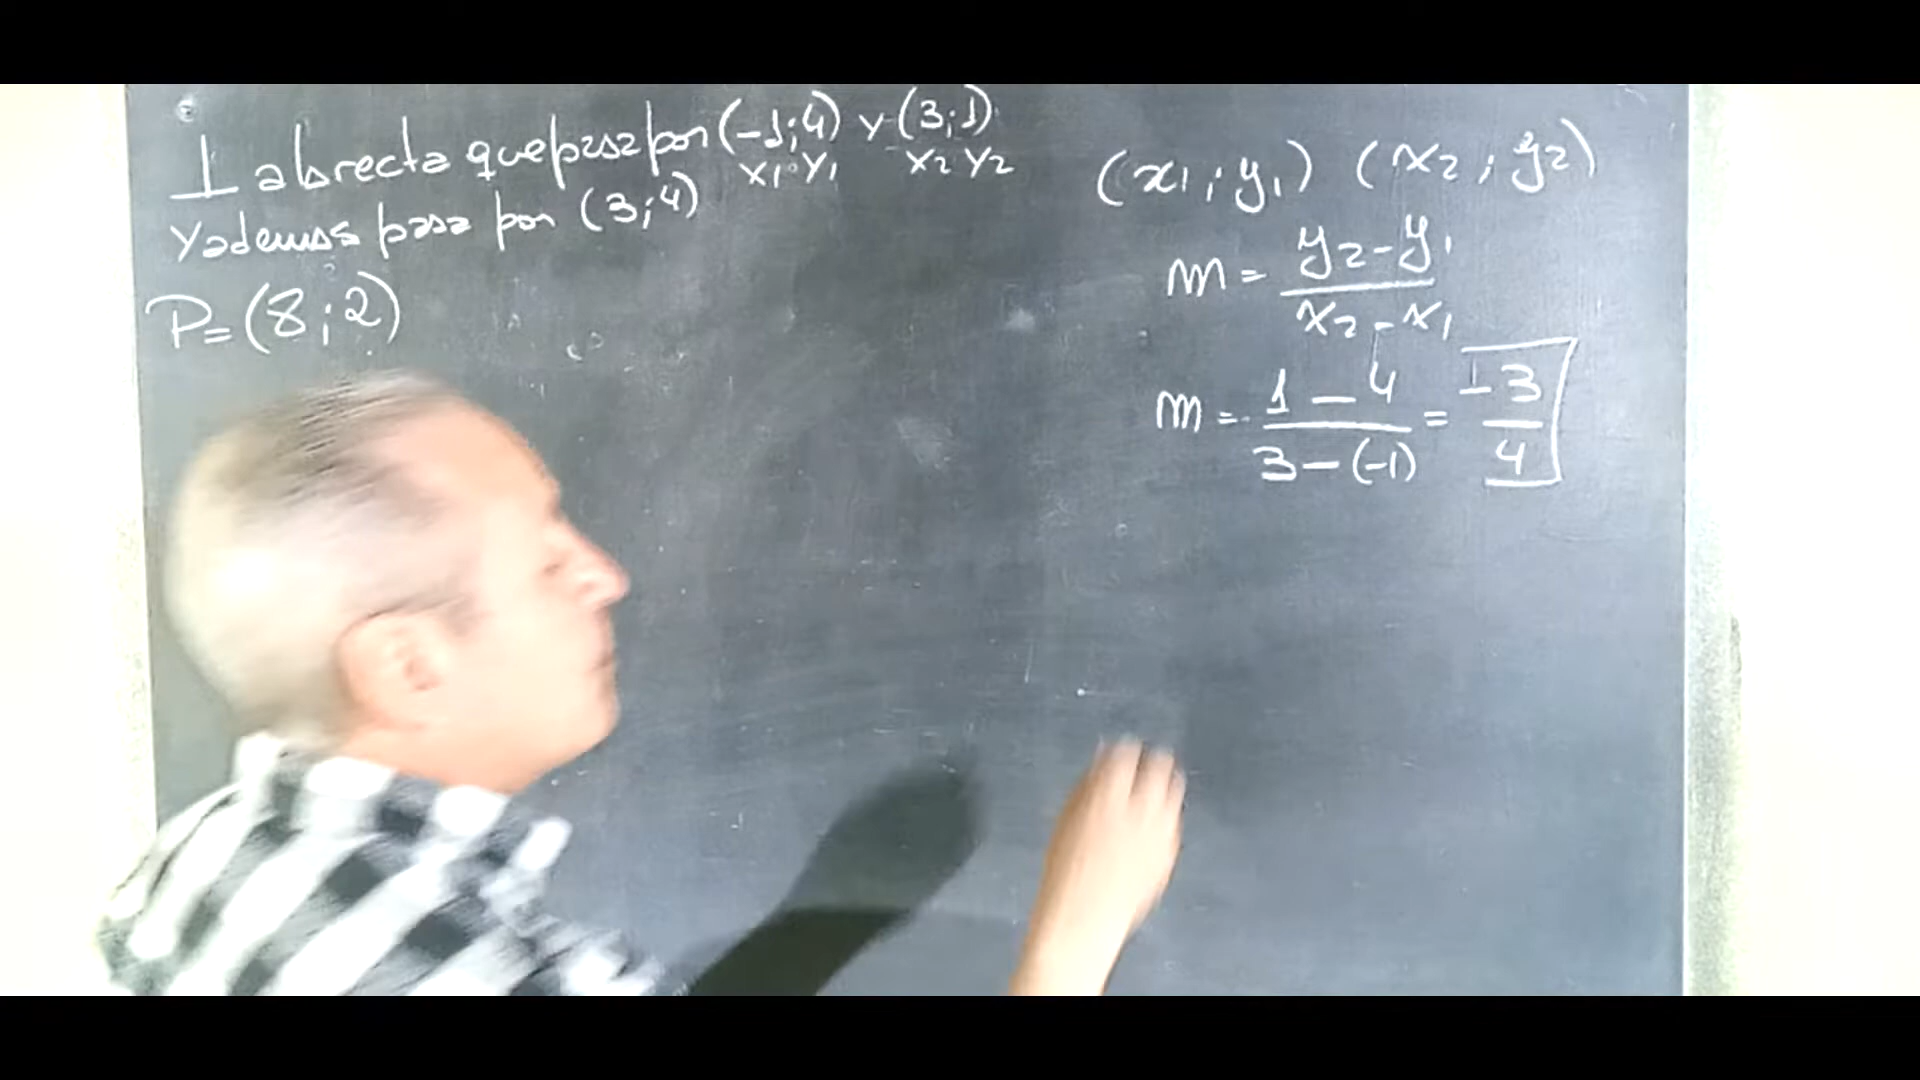 ⊥ a la recta que pasa por (-1;4) y (3;1)
x1 y1 x2 y2
y además pasa por (3;4)
P=(8;2)
(x1;y1) (x2;y2)
m = y2-y1
x2-x1
m = 1-4 = -3
3-(-1) 4